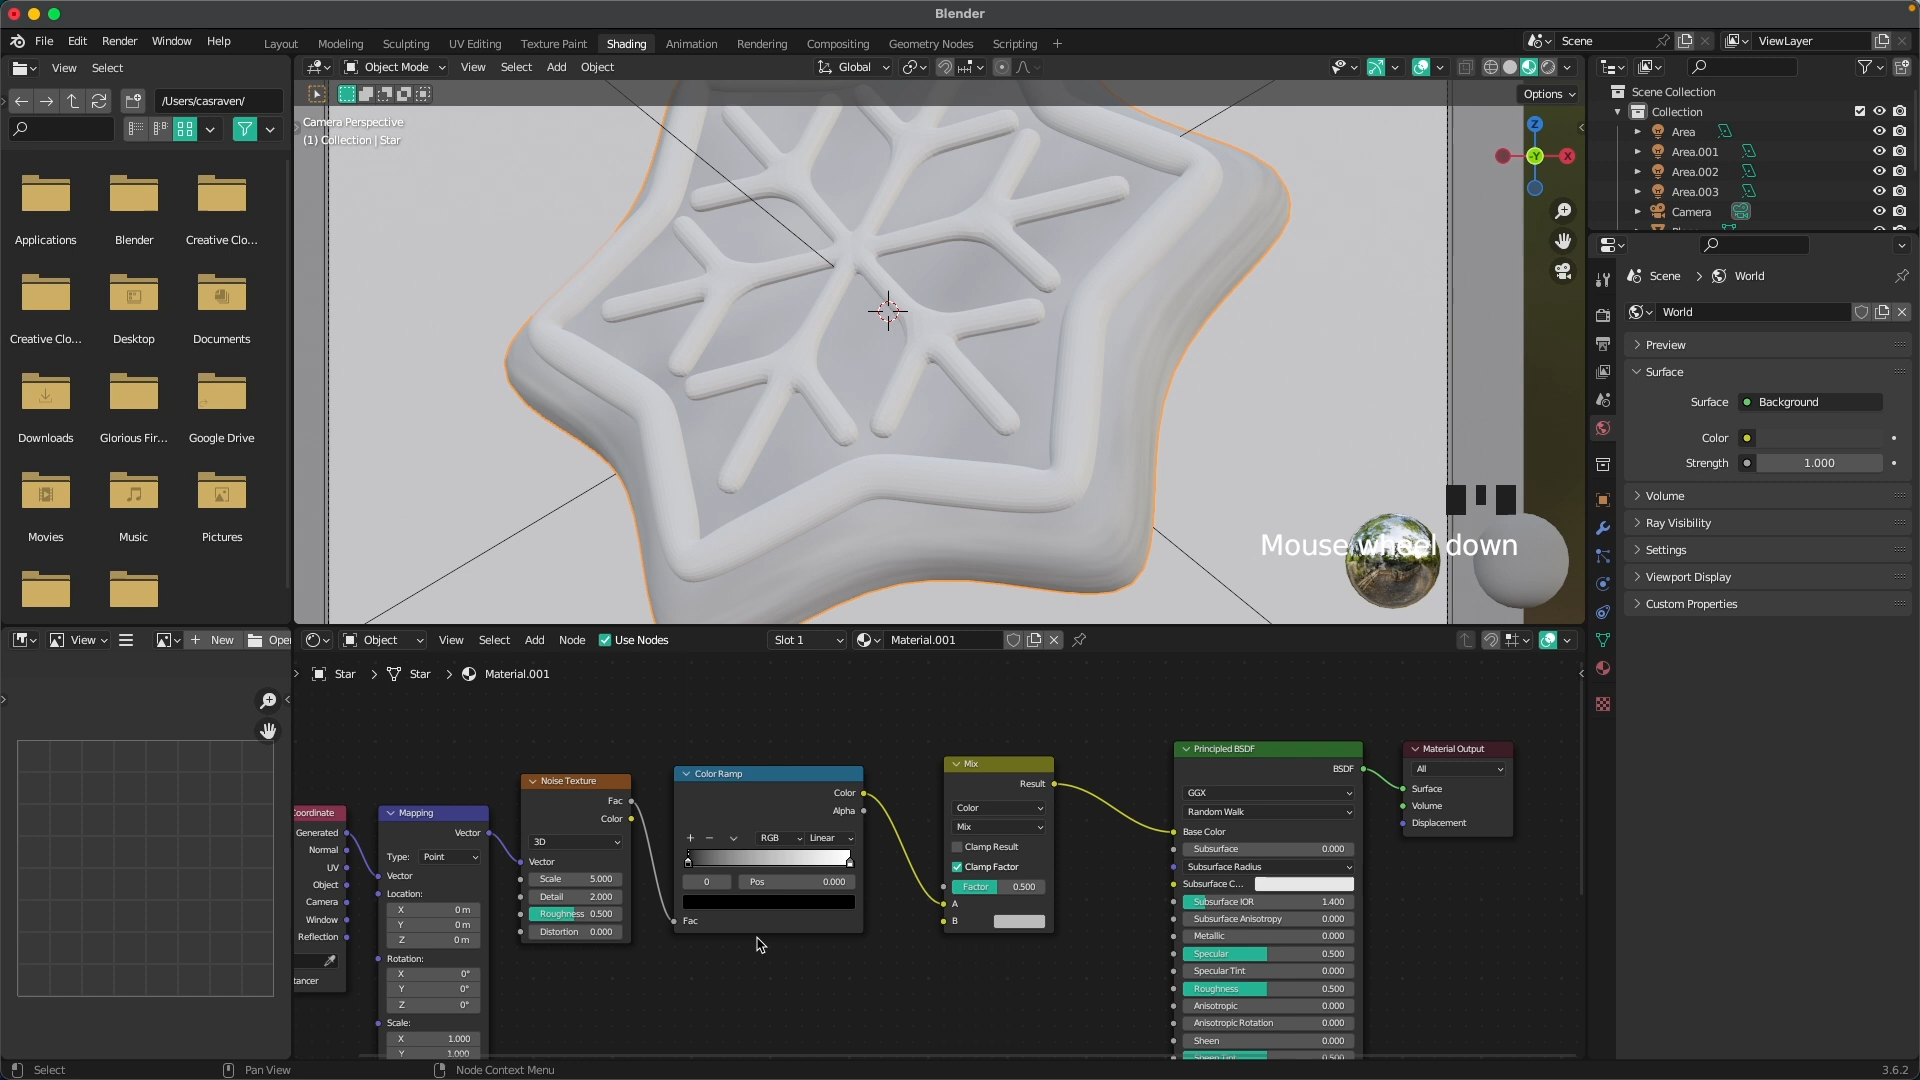 Blender
File Edit Render Window Help
Layout Modeling Sculpting UV Editing Texture Paint Shading Animation Rendering Compositing Geometry Nodes Scripting +
Scene
ViewLayer
View Select
Object Mode View Select Add Object
Global
/Users/casraven/
Options
Camera Perspective
(1) Collection | Star
Z
-Y
X
Applications
Blender
Creative Clo...
Creative Clo...
Desktop
Documents
Downloads
Glorious Fir...
Google Drive
Movies
Music
Pictures
Mouse wheel down
Scene Collection
Collection
Area
Area.001
Area.002
Area.003
Camera
Scene > World
World
Preview
Surface
Surface Background
Color
Strength 1.000
Volume
Ray Visibility
Settings
Viewport Display
Custom Properties
View
+ New
Object View Select Add Node Use Nodes
Slot 1
Material.001
Star > Star > Material.001
Generated
Normal
UV
Object
Camera
Window
Reflection
Mapping
Vector
Type: Point
Vector
Location:
X 0 m
Y 0 m
Z 0 m
Rotation:
X 0°
Y 0°
Z 0°
Scale:
X 1.000
Y 1.000
Noise Texture
Fac
Color
3D
Vector
Scale 5.000
Detail 2.000
Roughness 0.500
Distortion 0.000
Color Ramp
Color
Alpha
+ − RGB Linear
0 Pos 0.000
Fac
Mix
Result
Color
Mix
Clamp Result
Clamp Factor
Factor 0.500
A
B
Principled BSDF
BSDF
GGX
Random Walk
Base Color
Subsurface 0.000
Subsurface Radius
Subsurface C...
Subsurface IOR 1.400
Subsurface Anisotropy 0.000
Metallic 0.000
Specular 0.500
Specular Tint 0.000
Roughness 0.500
Anisotropic 0.000
Anisotropic Rotation 0.000
Sheen 0.000
Sheen Tint 0.500
Material Output
All
Surface
Volume
Displacement
Select
Pan View
Node Context Menu
3.6.2